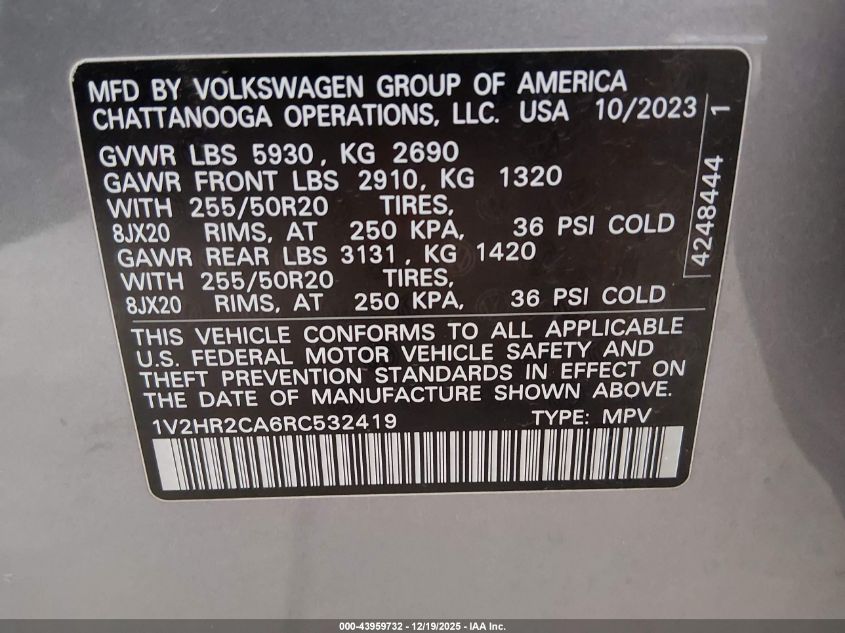 MFD BY VOLKSWAGEN GROUP OF AMERICA
CHATTANOOGA OPERATIONS, LLC. USA 10/2023
GVWR LBS 5930, KG 2690
GAWR FRONT LBS 2910, KG 1320
WITH 255/50R20 TIRES,
8JX20 RIMS, AT 250 KPA, 36 PSI COLD
GAWR REAR LBS 3131, KG 1420
WITH 255/50R20 TIRES,
8JX20 RIMS, AT 250 KPA, 36 PSI COLD
THIS VEHICLE CONFORMS TO ALL APPLICABLE
U.S. FEDERAL MOTOR VEHICLE SAFETY AND
THEFT PREVENTION STANDARDS IN EFFECT ON
THE DATE OF MANUFACTURE SHOWN ABOVE.
1V2HR2CA6RC532419 TYPE: MPV
4248444 1
000-43959732 - 12/19/2025 - IAA Inc.